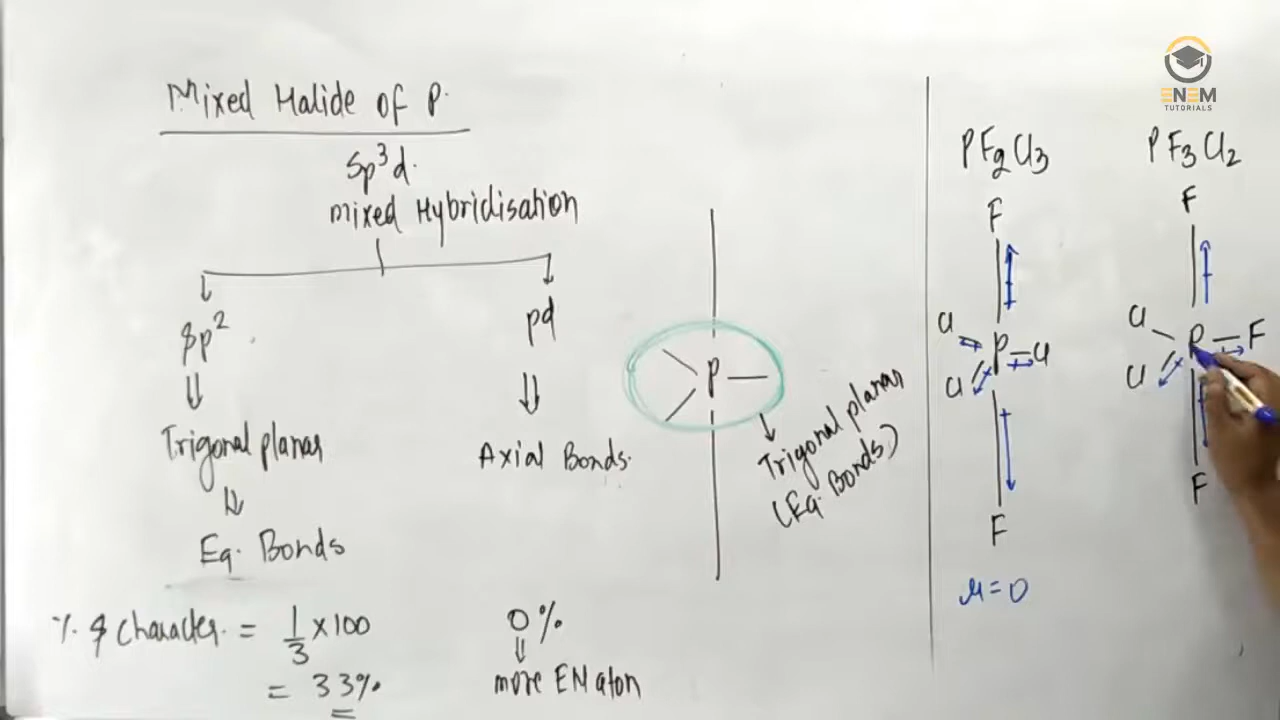 ENEM
TUTORIALS
Mixed Halide of P.
Sp³d.
Mixed Hybridisation
sp²
pd
Trigonal planar
Axial Bonds.
Eq. Bonds
% s character. = 1/3 x 100
= 33%
0%
more EN atom
P
Trigonal planar
(Eq. Bonds)
PF2Cl3
F
Cl
P
Cl
Cl
F
μ = 0
PF3Cl2
F
Cl
P
F
Cl
F